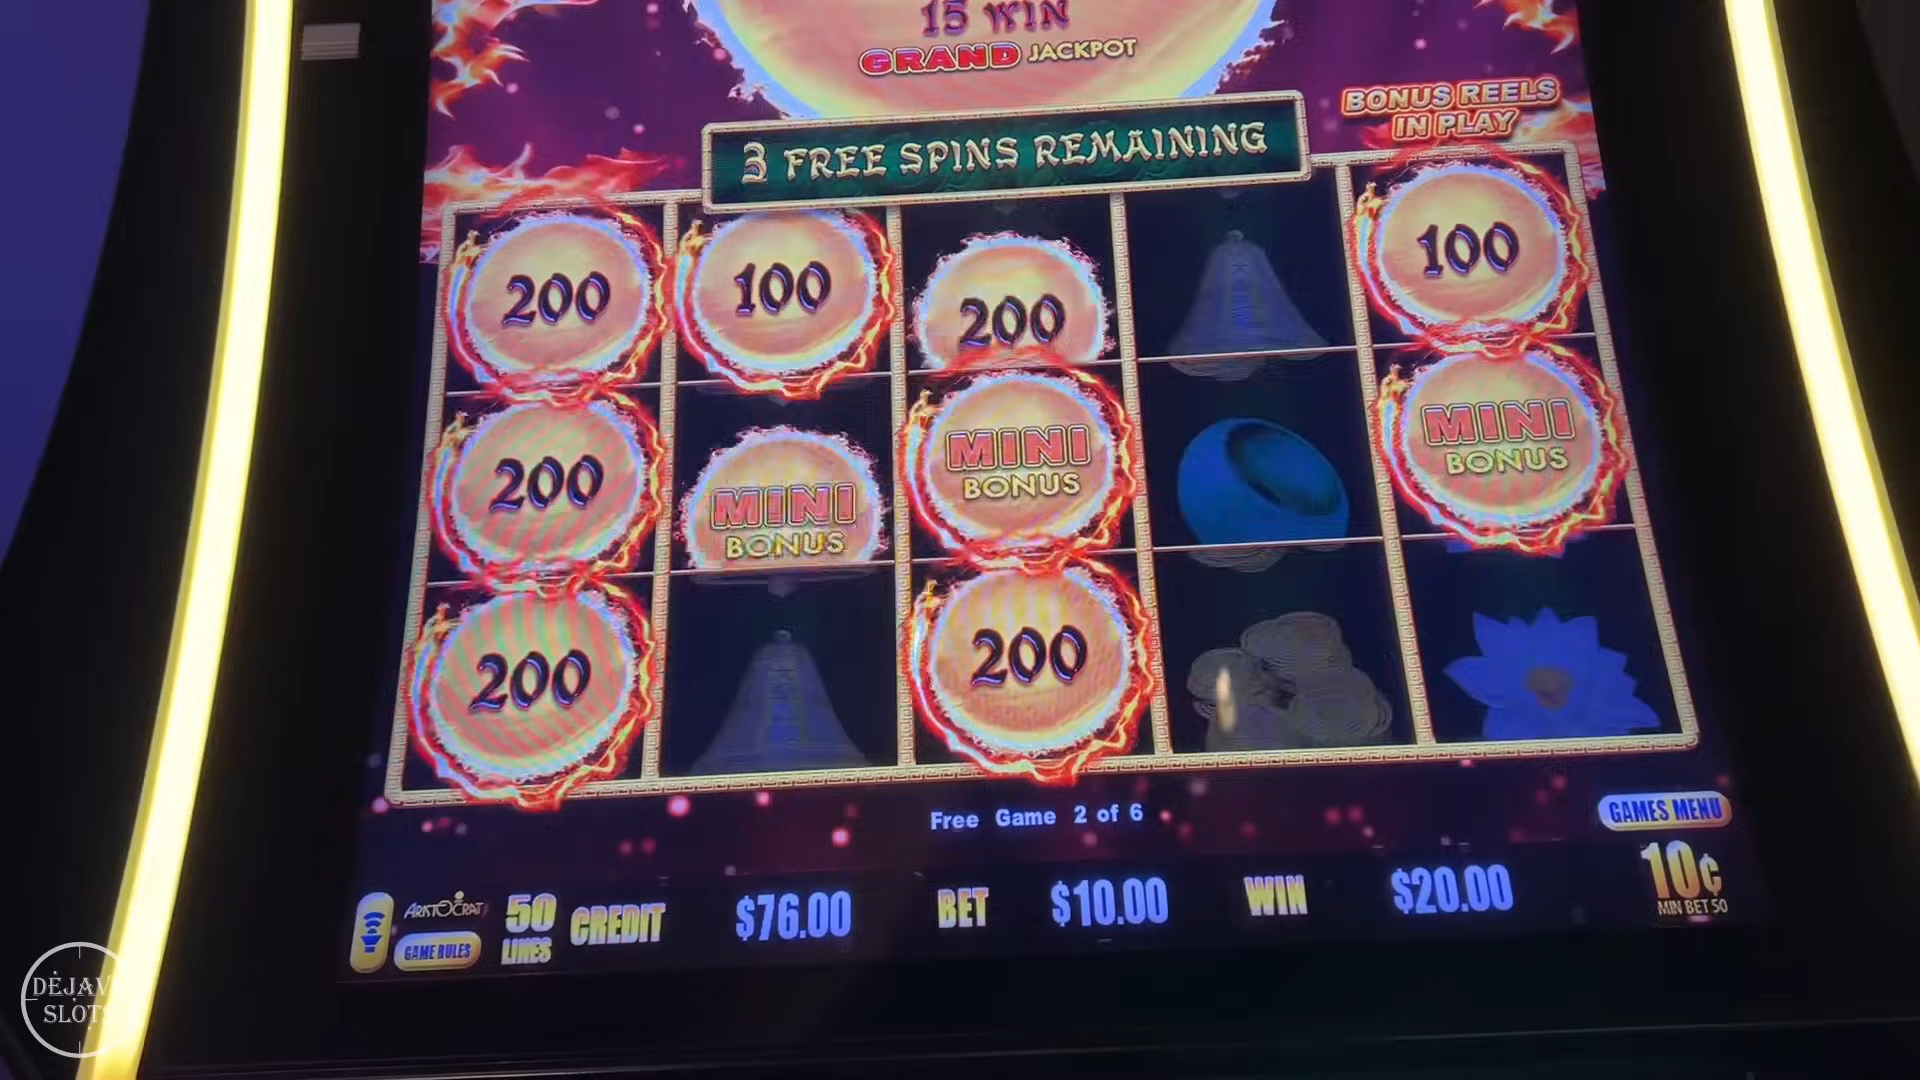 15 WIN
GRAND JACKPOT
BONUS REELS
IN PLAY
3 FREE SPINS REMAINING
200
100
200
100
200
MINI
BONUS
MINI
BONUS
MINI
BONUS
200
200
Free Game 2 of 6
GAMES MENU
ARISTOCRAT
GAME RULES
50
LINES
CREDIT
$76.00
BET
$10.00
WIN
$20.00
10¢
MIN BET 50
DEJAV
SLOTS